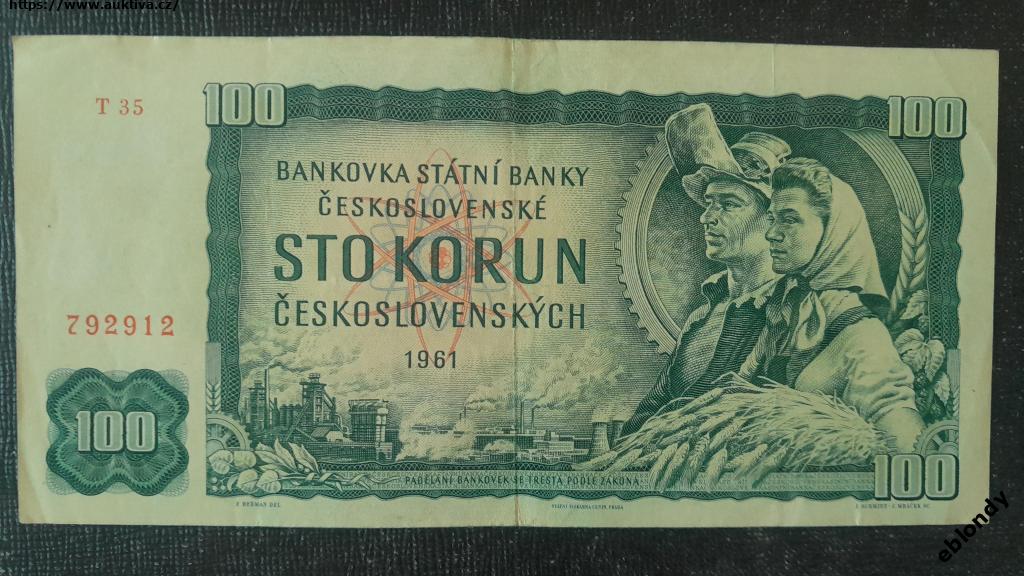 https://www.auktiva.cz/
T 35
100
100
BANKOVKA STÁTNÍ BANKY
ČESKOSLOVENSKÉ
STO KORUN
ČESKOSLOVENSKÝCH
1961
792912
100
100
PADĚLÁNÍ BANKOVEK SE TRESTÁ PODLE ZÁKONA
eblondy